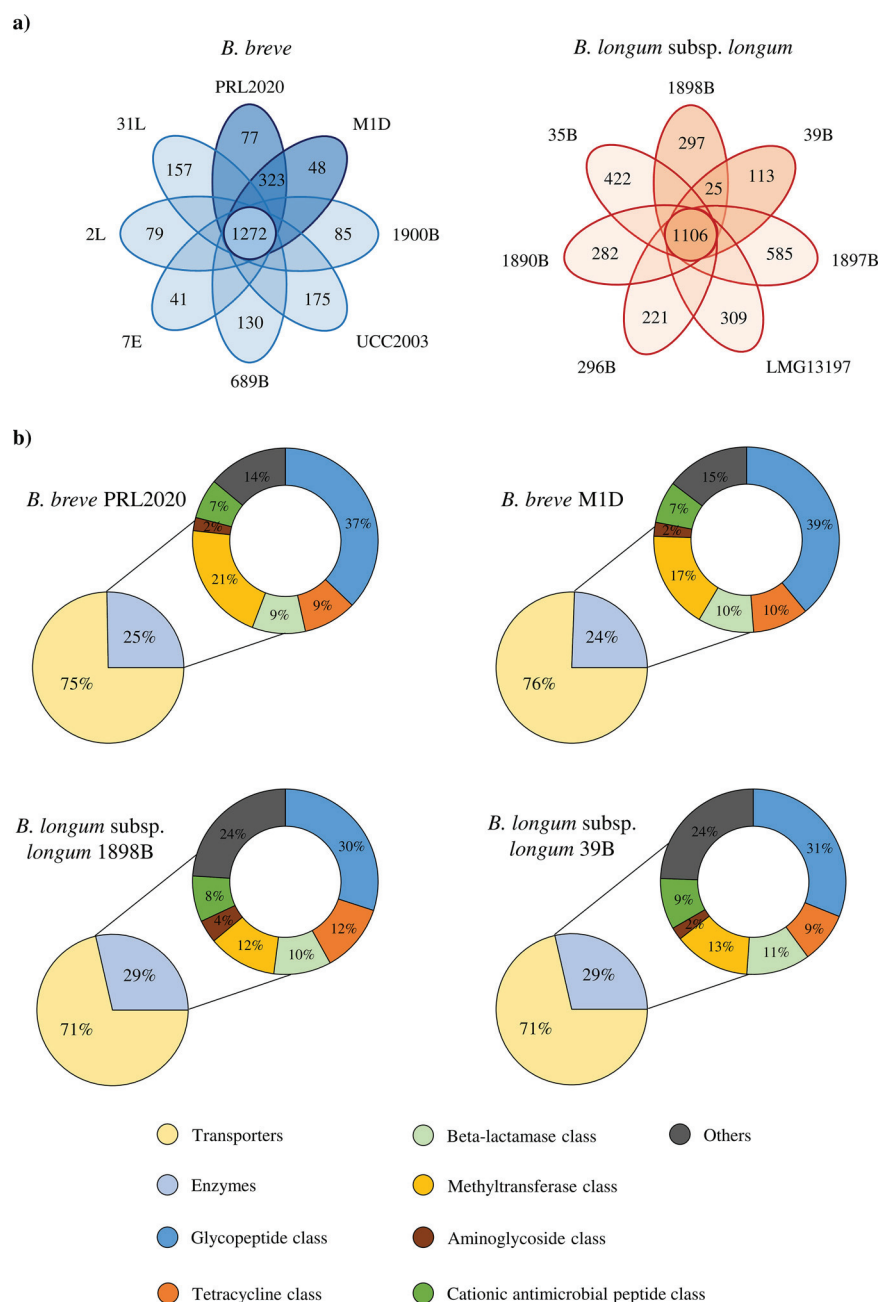 a)
B. breve
B. longum subsp. longum
PRL2020
1898B
31L
M1D
35B
39B
77
297
157
323
48
422
25
113
2L
79
1272
85
1900B
1890B
282
1106
585
1897B
41
175
221
309
7E
130
UCC2003
296B
LMG13197
689B
b)
B. breve PRL2020
14%
37%
7%
2%
21%
9%
9%
25%
75%
B. breve M1D
15%
39%
7%
2%
17%
10%
10%
24%
76%
B. longum subsp.
longum 1898B
24%
30%
8%
4%
12%
12%
10%
29%
71%
B. longum subsp.
longum 39B
24%
31%
9%
2%
9%
13%
11%
29%
71%
Transporters
Beta-lactamase class
Others
Enzymes
Methyltransferase class
Glycopeptide class
Aminoglycoside class
Tetracycline class
Cationic antimicrobial peptide class